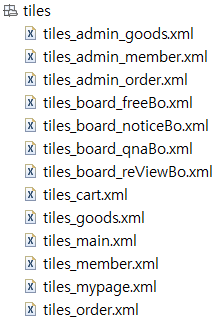 tiles
tiles_admin_goods.xml
tiles_admin_member.xml
tiles_admin_order.xml
tiles_board_freeBo.xml
tiles_board_noticeBo.xml
tiles_board_qnaBo.xml
tiles_board_reViewBo.xml
tiles_cart.xml
tiles_goods.xml
tiles_main.xml
tiles_member.xml
tiles_mypage.xml
tiles_order.xml